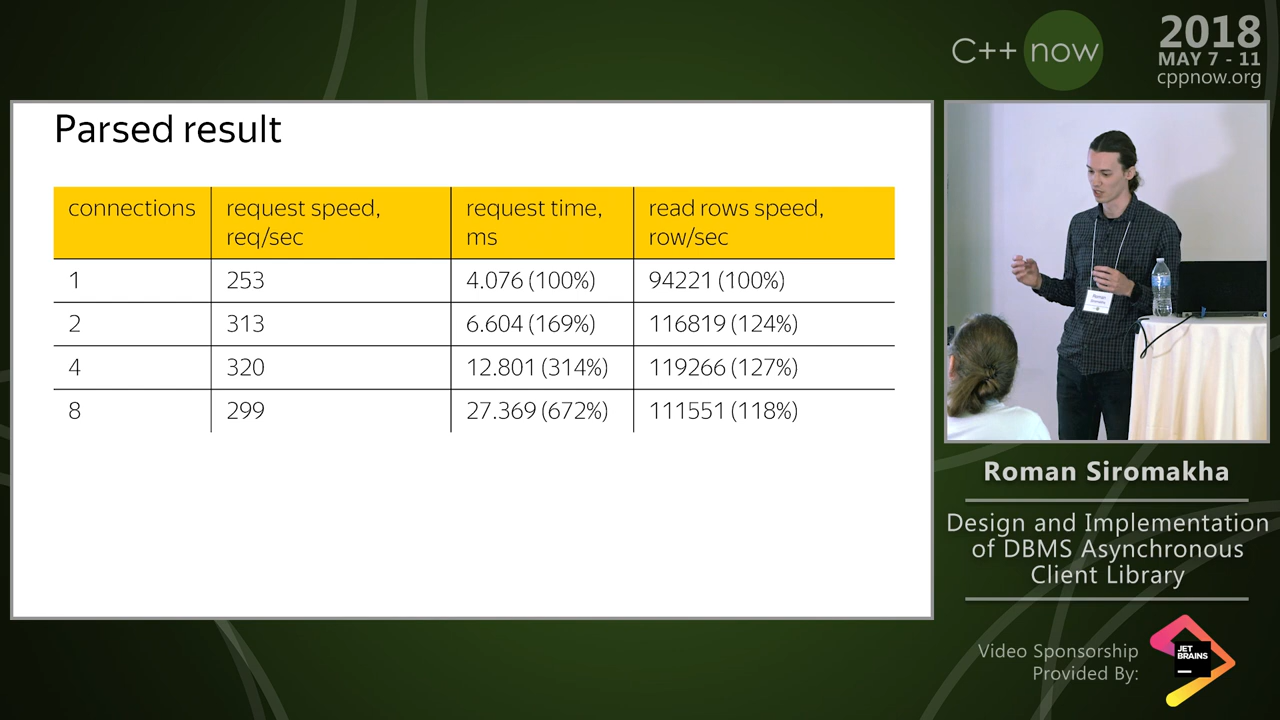 C++ now
2018
MAY 7 - 11
cppnow.org
Parsed result
connections
request speed,
req/sec
request time,
ms
read rows speed,
row/sec
1 253 4.076 (100%) 94221 (100%)
2 313 6.604 (169%) 116819 (124%)
4 320 12.801 (314%) 119266 (127%)
8 299 27.369 (672%) 111551 (118%)
Roman
Roman Siromakha
Design and Implementation
of DBMS Asynchronous
Client Library
Video Sponsorship
Provided By:
JET
BRAINS